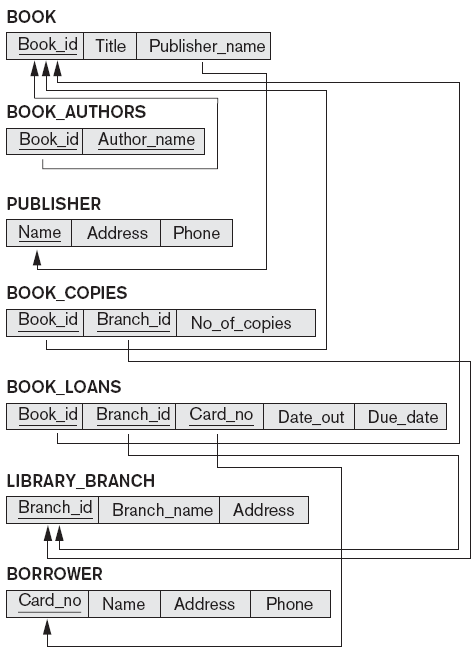 BOOK
Book_id Title Publisher_name
BOOK_AUTHORS
Book_id Author_name
PUBLISHER
Name Address Phone
BOOK_COPIES
Book_id Branch_id No_of_copies
BOOK_LOANS
Book_id Branch_id Card_no Date_out Due_date
LIBRARY_BRANCH
Branch_id Branch_name Address
BORROWER
Card_no Name Address Phone